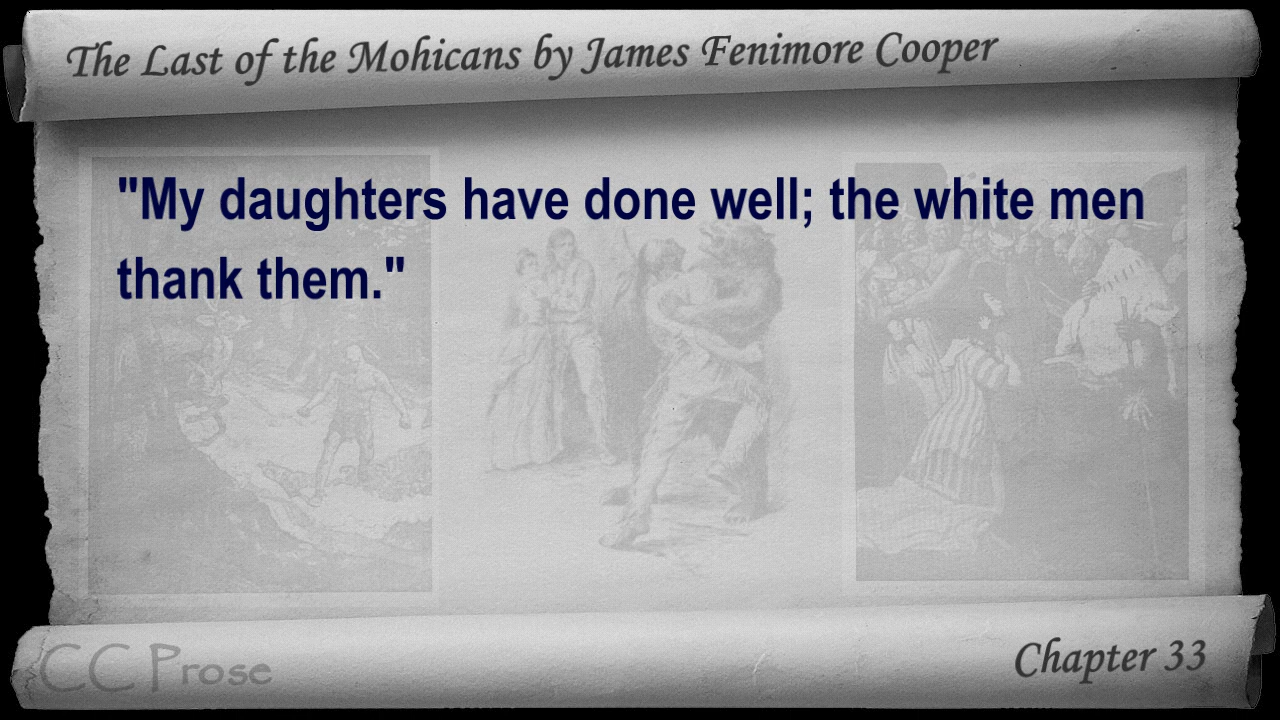 The Last of the Mohicans by James Fenimore Cooper
"My daughters have done well; the white men
thank them."
CC Prose
Chapter 33